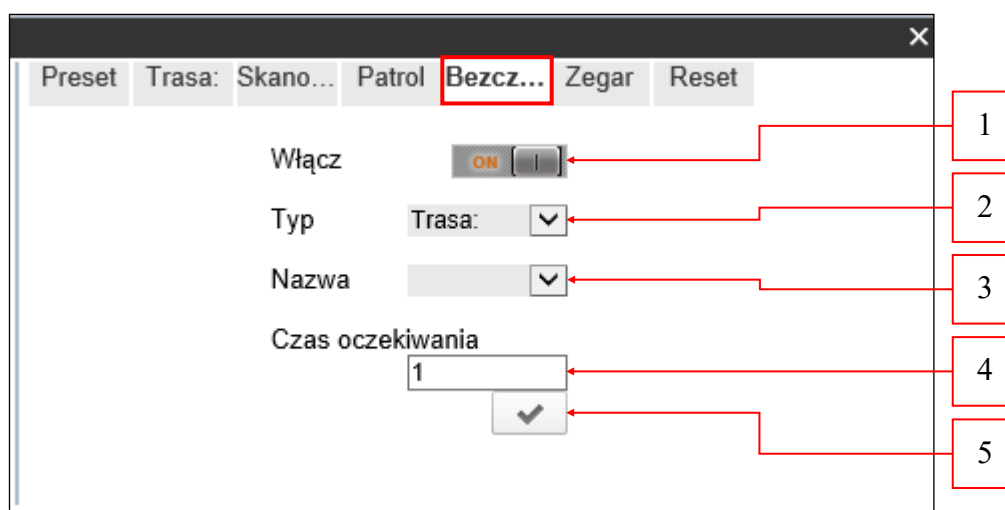 Preset Trasa: Skano... Patrol Bezcz... Zegar Reset
Włącz ON
1
Typ Trasa:
2
Nazwa
3
Czas oczekiwania
1
4
5